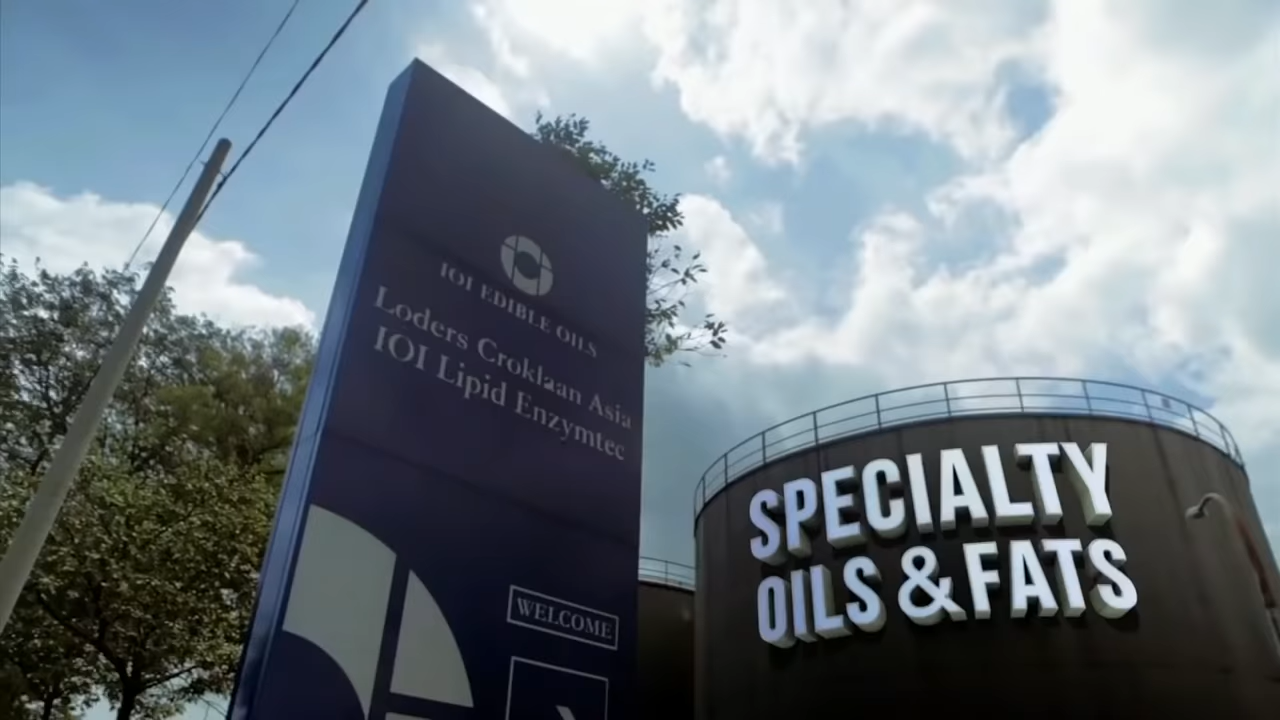 IOI EDIBLE OILS
Loders Croklaan Asia
IOI Lipid Enzymtec
WELCOME
SPECIALTY
OILS & FATS